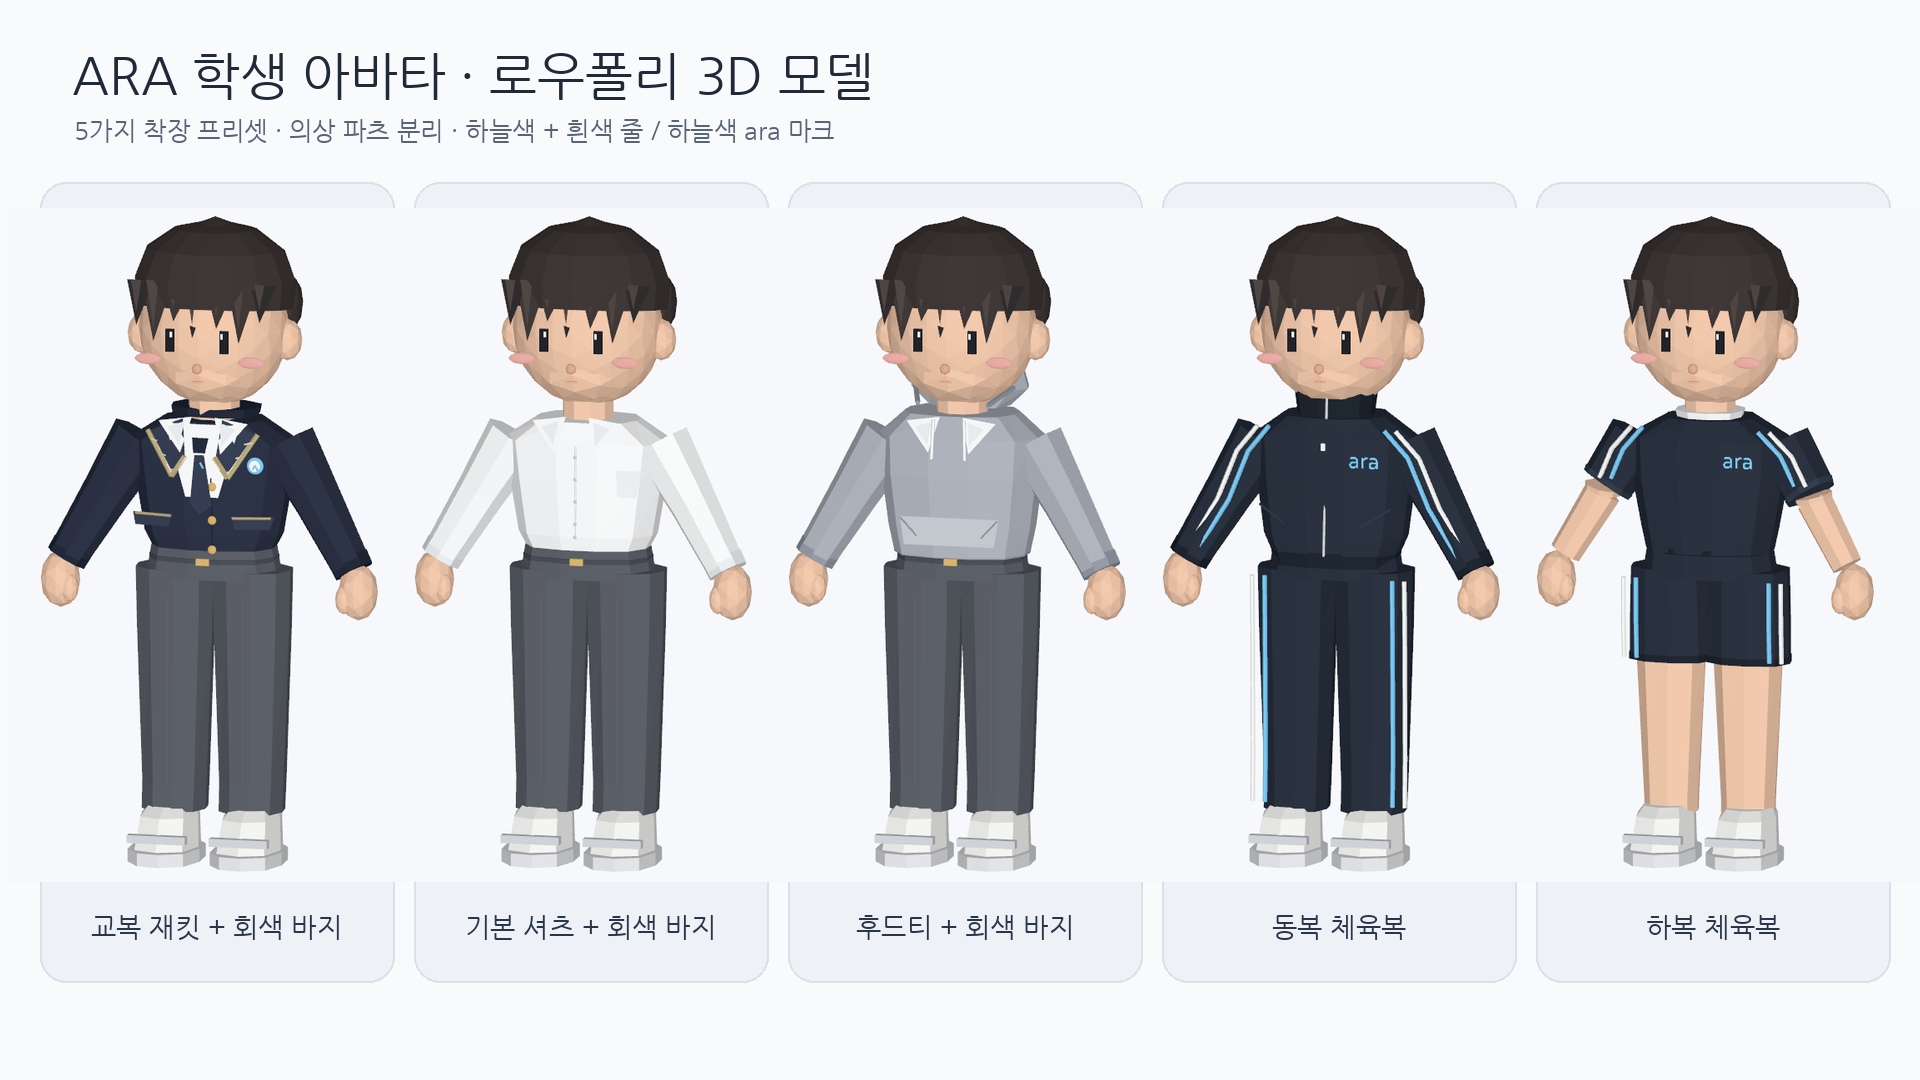 ARA 학생 아바타 · 로우폴리 3D 모델
5가지 착장 프리셋 · 의상 파츠 분리 · 하늘색 + 흰색 줄 / 하늘색 ara 마크
ara
ara
교복 재킷 + 회색 바지
기본 셔츠 + 회색 바지
후드티 + 회색 바지
동복 체육복
하복 체육복